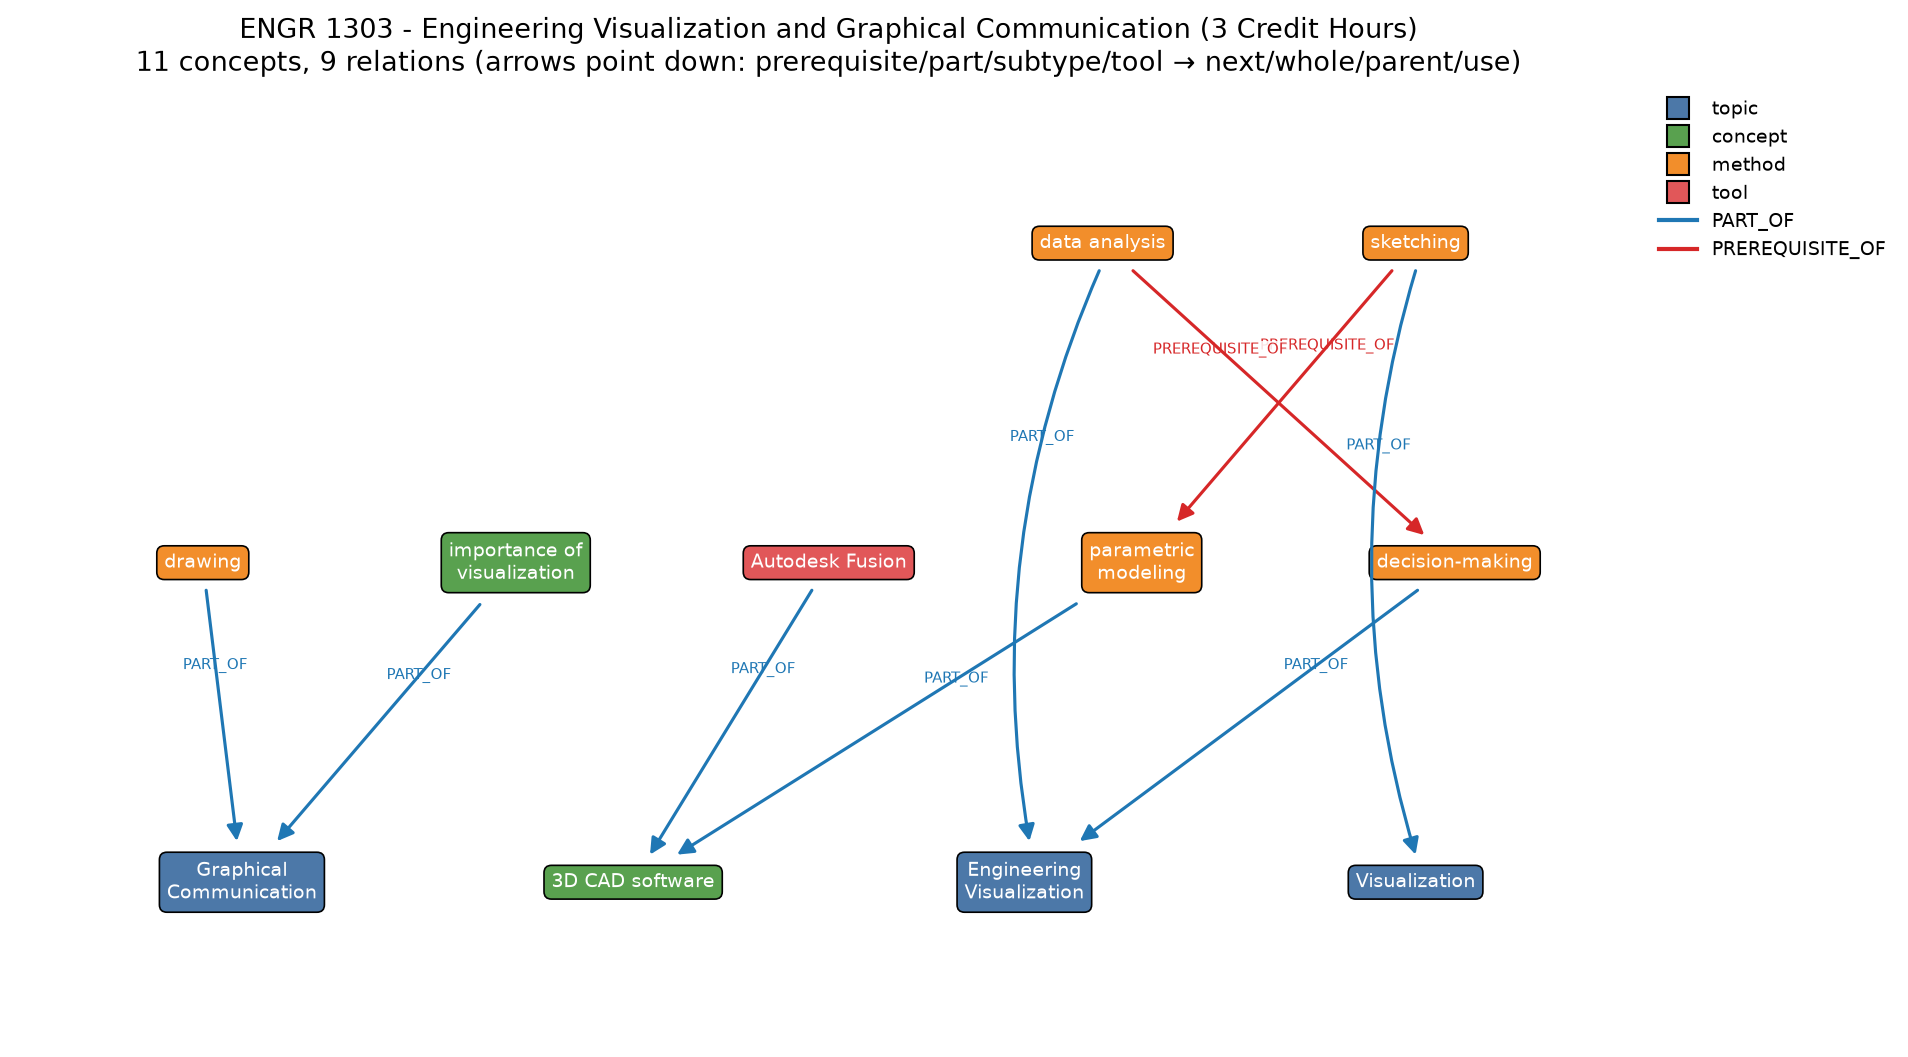 ENGR 1303 - Engineering Visualization and Graphical Communication (3 Credit Hours)
11 concepts, 9 relations (arrows point down: prerequisite/part/subtype/tool → next/whole/parent/use)
topic
concept
method
tool
PART_OF
PREREQUISITE_OF
data analysis
sketching
PREREQUISITE_OF
PREREQUISITE_OF
PART_OF
PART_OF
drawing
importance of
visualization
Autodesk Fusion
parametric
modeling
decision-making
PART_OF
PART_OF
PART_OF
PART_OF
PART_OF
Graphical
Communication
3D CAD software
Engineering
Visualization
Visualization